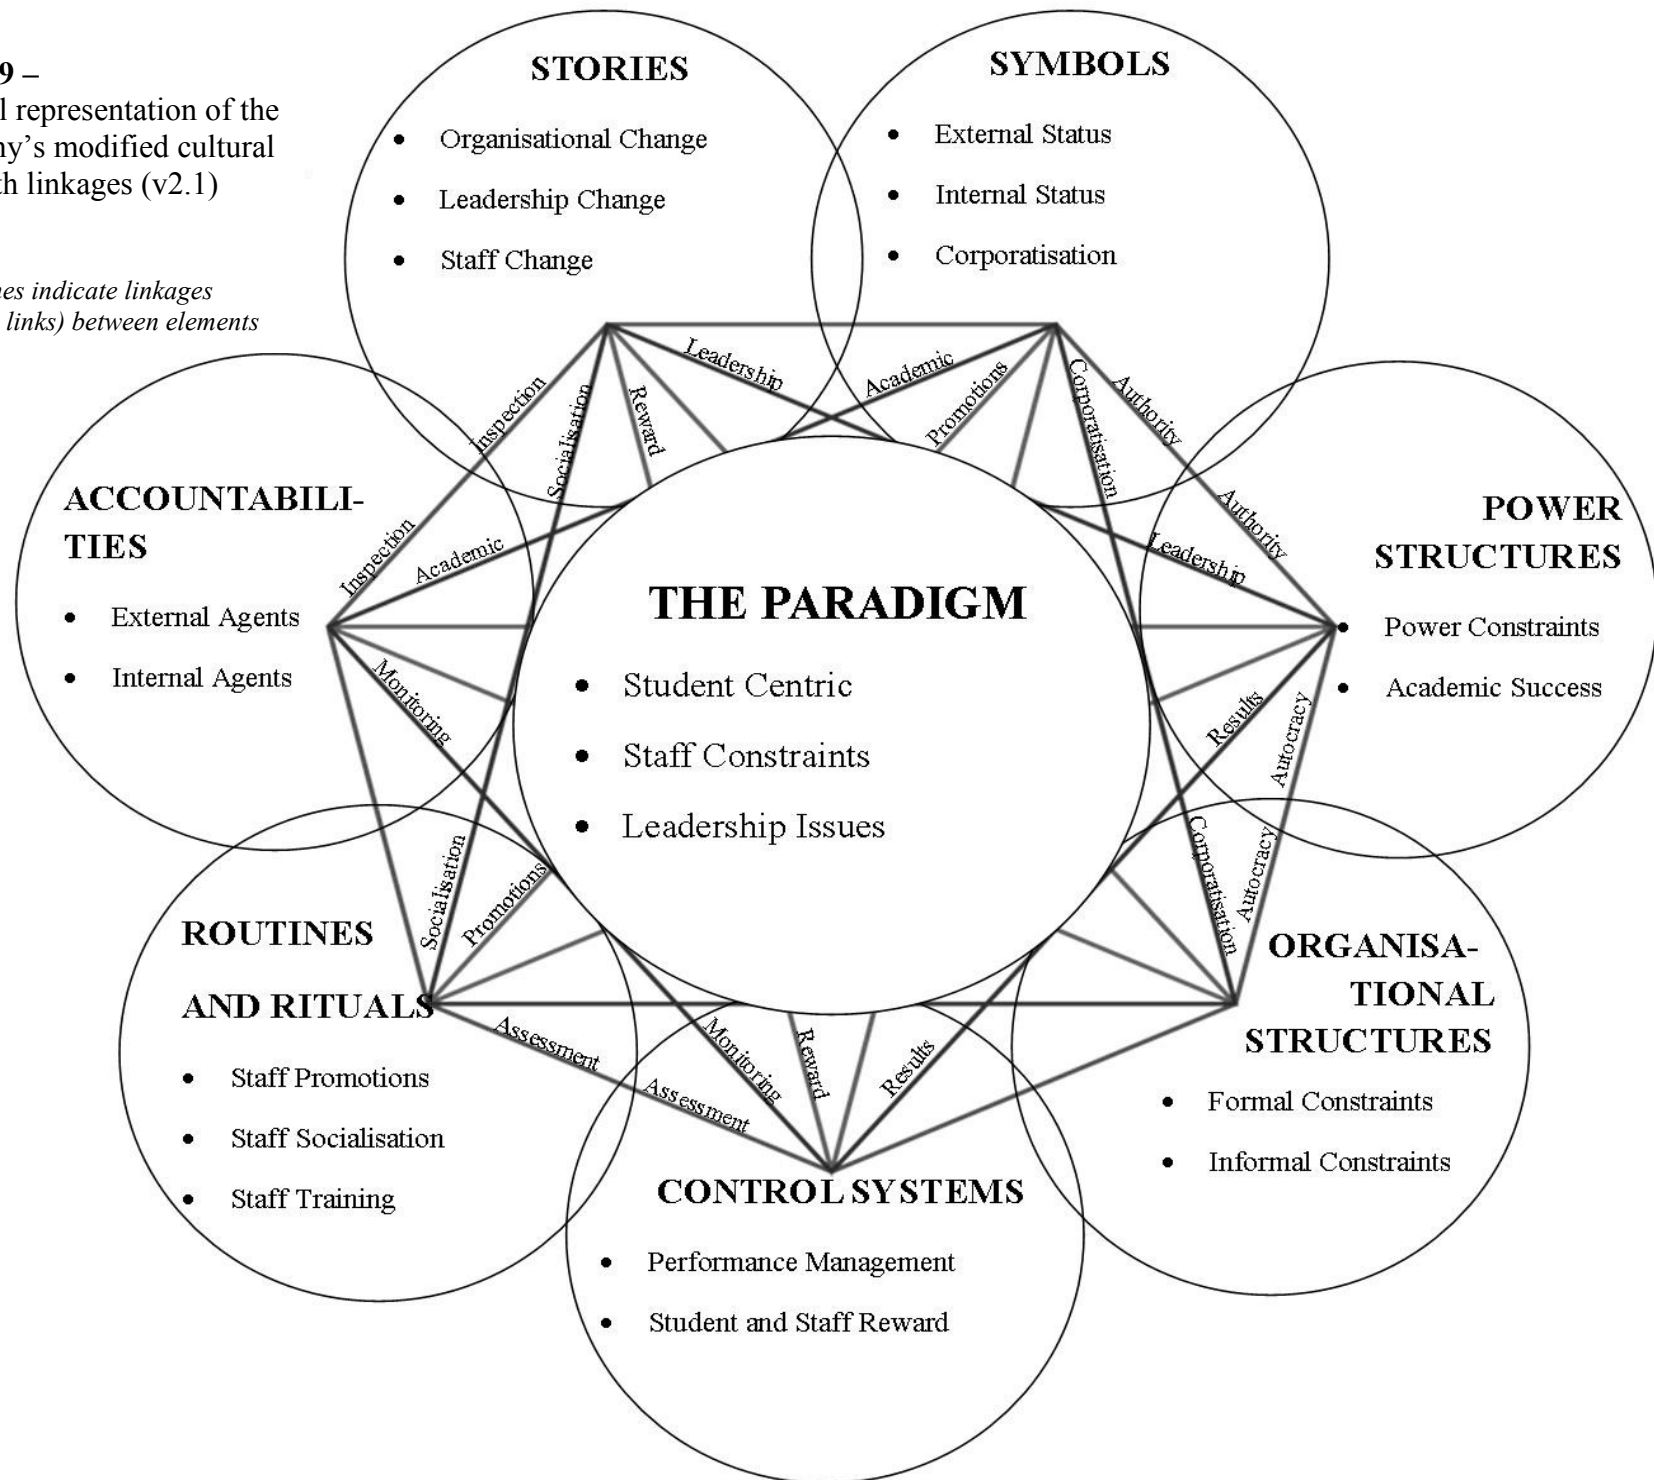 9 –
l representation of the
ny’s modified cultural
th linkages (v2.1)
nes indicate linkages
links) between elements
STORIES
• Organisational Change
• Leadership Change
• Staff Change
SYMBOLS
• External Status
• Internal Status
• Corporatisation
Leadership
Academic
Promotions
Corporatisation
Authority
Inspection
Socialisation
Reward
ACCOUNTABILI-
TIES
• External Agents
• Internal Agents
Inspection
Academic
Monitoring
Authority
Leadership
POWER
STRUCTURES
• Power Constraints
• Academic Success
Results
Autocracy
THE PARADIGM
• Student Centric
• Staff Constraints
• Leadership Issues
ROUTINES
AND RITUALS
• Staff Promotions
• Staff Socialisation
• Staff Training
Socialisation
Promotions
Assessment
Corporatisation
Autocracy
ORGANISA-
TIONAL
STRUCTURES
• Formal Constraints
• Informal Constraints
Assessment
Monitoring
Reward
Results
CONTROL SYSTEMS
• Performance Management
• Student and Staff Reward